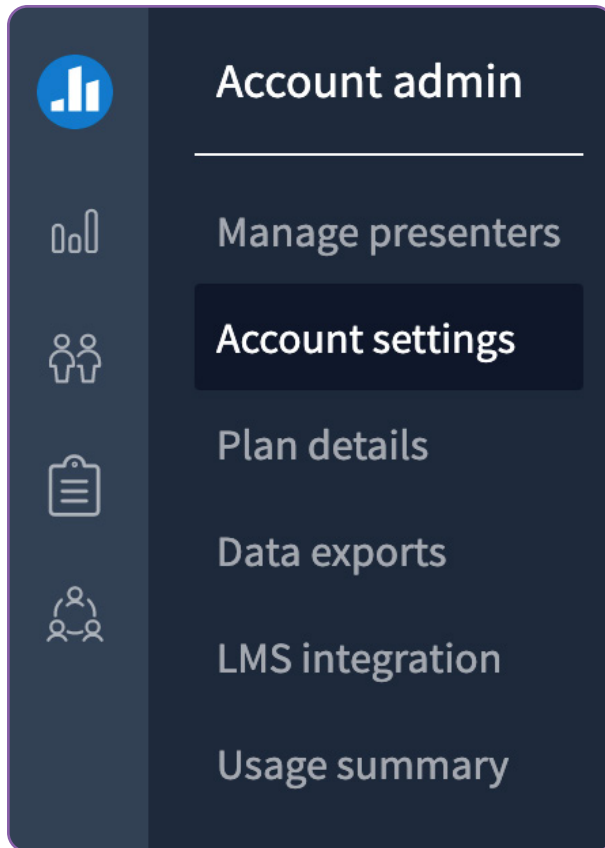 Account admin
Manage presenters
Account settings
Plan details
Data exports
LMS integration
Usage summary